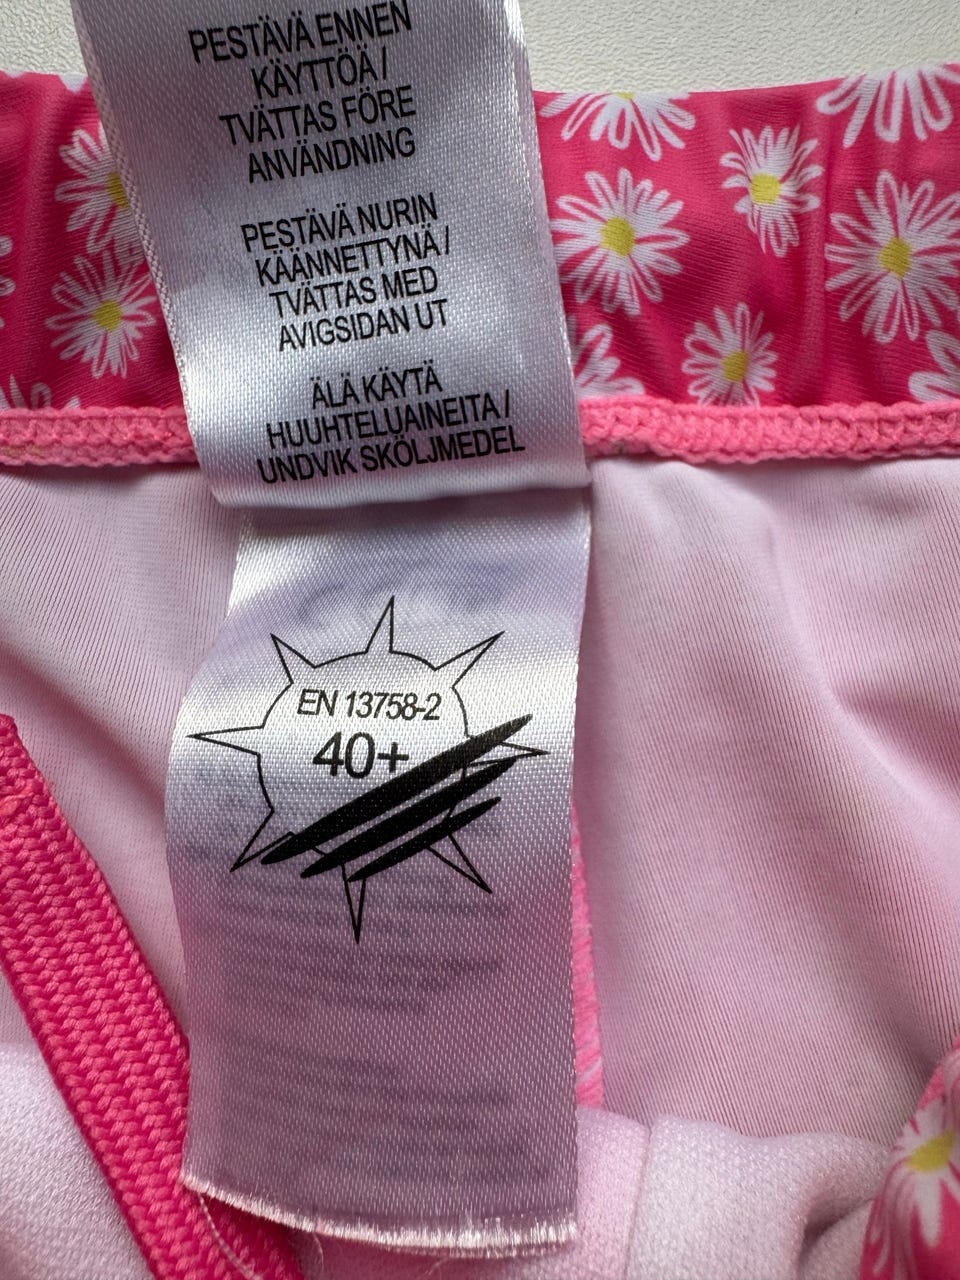 PESTÄVÄ ENNEN
KÄYTTÖÄ /
TVÄTTAS FÖRE
ANVÄNDNING
PESTÄVÄ NURIN
KÄÄNNETTYNÄ /
TVÄTTAS MED
AVIGSIDAN UT
ÄLÄ KÄYTÄ
HUUHTELUAINEITA /
UNDVIK SKÖLJMEDEL
EN 13758-2
40+